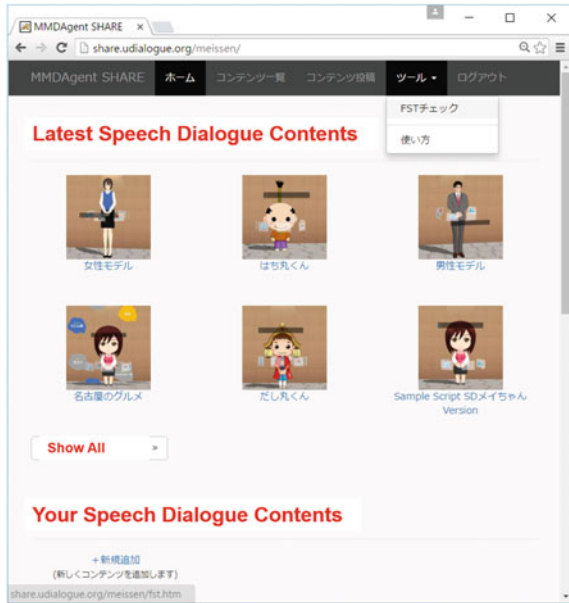 MMDAgent SHARE
share.udialogue.org/meissen/
MMDAgent SHARE ホーム コンテンツ一覧 コンテンツ投稿 ツール ログアウト
FSTチェック
使い方
Latest Speech Dialogue Contents
女性モデル はち丸くん 男性モデル
名古屋のグルメ だし丸くん Sample Script SDメイちゃん
Version
Show All »
Your Speech Dialogue Contents
+新規追加
(新しくコンテンツを追加します)
share.udialogue.org/meissen/fst.htm